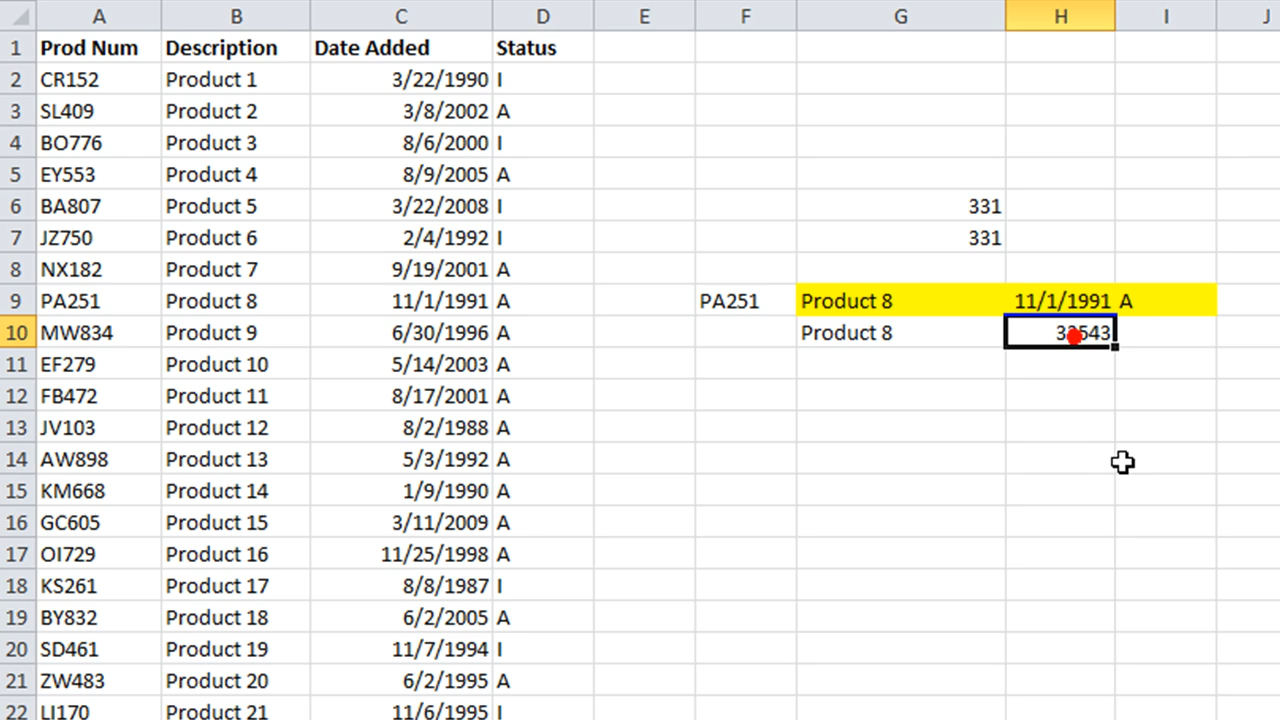 A B C D E F G H I J
1 Prod Num Description Date Added Status
2 CR152 Product 1 3/22/1990 I
3 SL409 Product 2 3/8/2002 A
4 BO776 Product 3 8/6/2000 I
5 EY553 Product 4 8/9/2005 A
6 BA807 Product 5 3/22/2008 I 331
7 JZ750 Product 6 2/4/1992 I 331
8 NX182 Product 7 9/19/2001 A
9 PA251 Product 8 11/1/1991 A PA251 Product 8 11/1/1991 A
10 MW834 Product 9 6/30/1996 A Product 8
11 EF279 Product 10 5/14/2003 A
12 FB472 Product 11 8/17/2001 A
13 JV103 Product 12 8/2/1988 A
14 AW898 Product 13 5/3/1992 A
15 KM668 Product 14 1/9/1990 A
16 GC605 Product 15 3/11/2009 A
17 OI729 Product 16 11/25/1998 A
18 KS261 Product 17 8/8/1987 I
19 BY832 Product 18 6/2/2005 A
20 SD461 Product 19 11/7/1994 I
21 ZW483 Product 20 6/2/1995 A
22 LI170 Product 21 11/6/1995 I